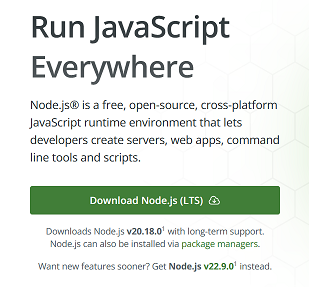 Run JavaScript
Everywhere
Node.js® is a free, open-source, cross-platform
JavaScript runtime environment that lets
developers create servers, web apps, command
line tools and scripts.
Download Node.js (LTS)
Downloads Node.js v20.18.0¹ with long-term support.
Node.js can also be installed via package managers.
Want new features sooner? Get Node.js v22.9.0¹ instead.